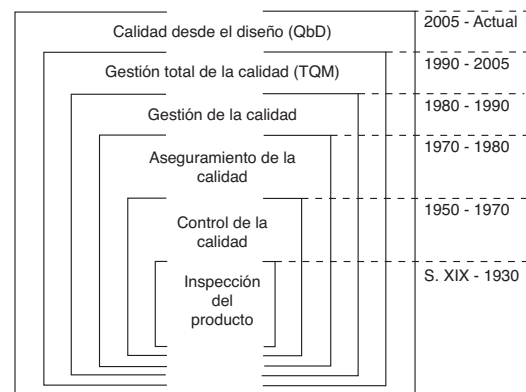 Calidad desde el diseño (QbD)
2005 - Actual
Gestión total de la calidad (TQM)
1990 - 2005
Gestión de la calidad
1980 - 1990
Aseguramiento de la
calidad
1970 - 1980
Control de la
calidad
1950 - 1970
Inspección
del
producto
S. XIX - 1930